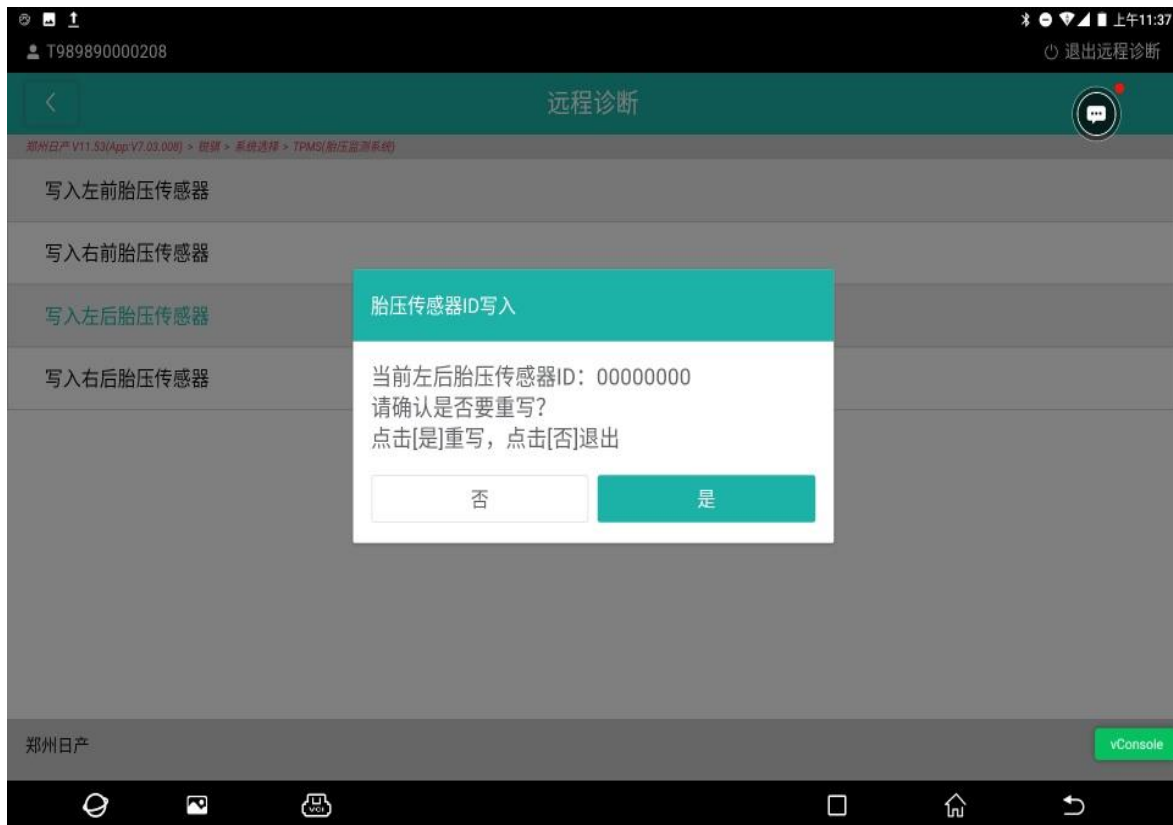 上午11:37
T989890000208
退出远程诊断
远程诊断
郑州日产 V11.53(App:V7.03.008) > 锐骐 > 系统选择 > TPMS(胎压监测系统)
写入左前胎压传感器
写入右前胎压传感器
写入左后胎压传感器
写入右后胎压传感器
胎压传感器ID写入
当前左后胎压传感器ID：00000000
请确认是否要重写?
点击[是]重写，点击[否]退出
否
是
郑州日产
vConsole
VCI